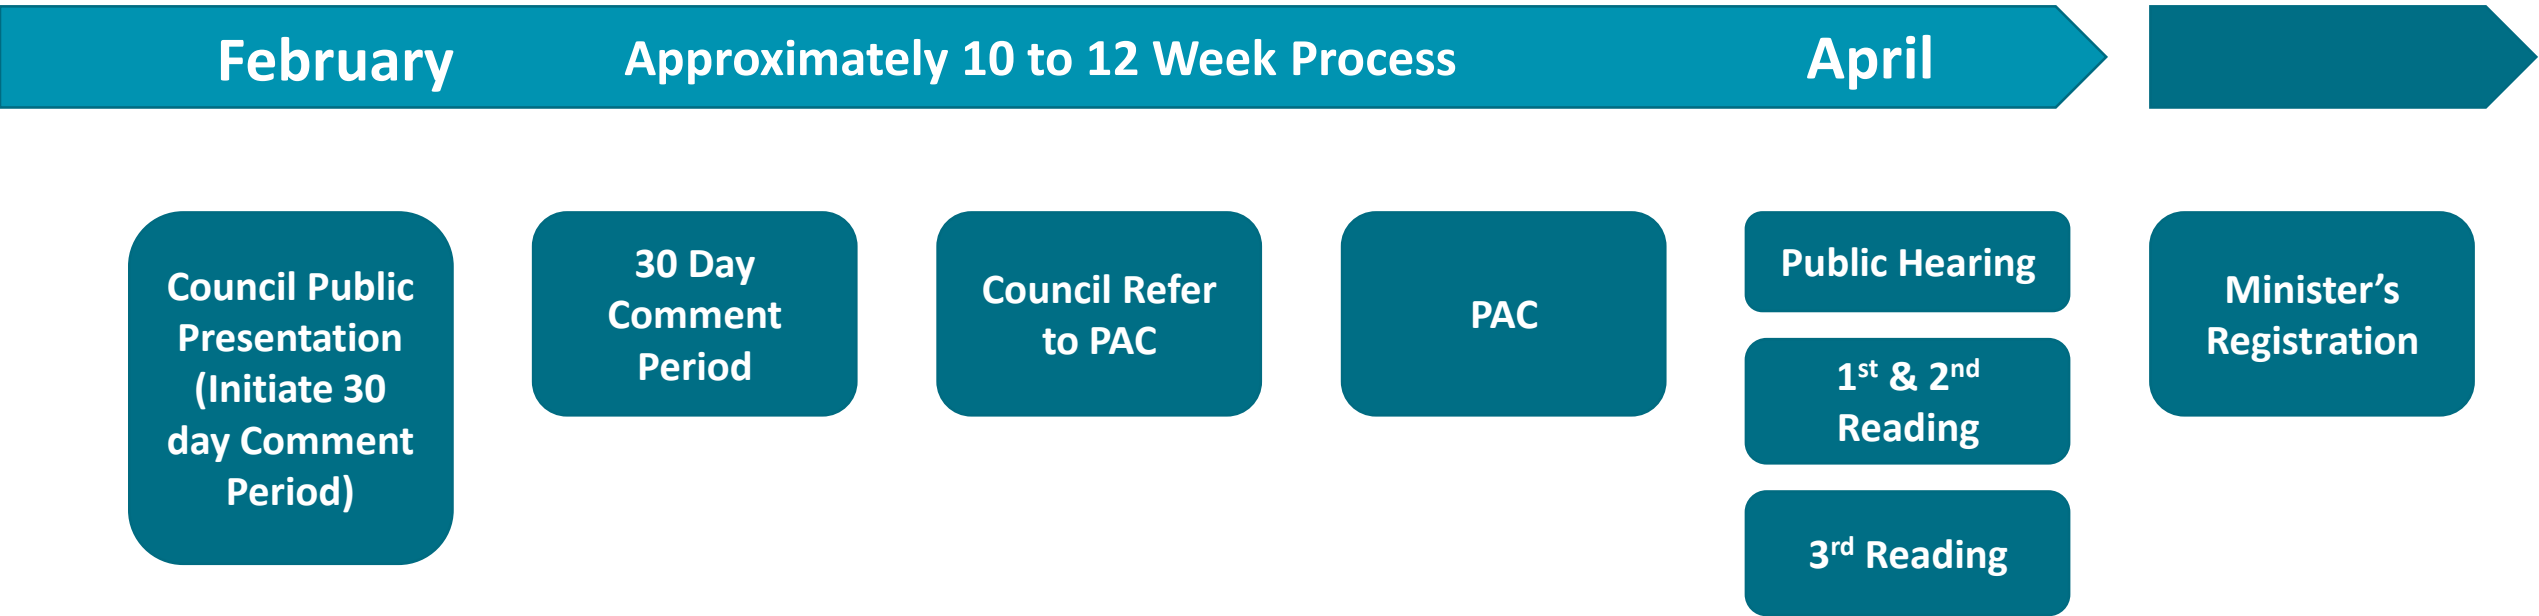 February
Approximately 10 to 12 Week Process
April
Council Public
Presentation
(Initiate 30
day Comment
Period)
30 Day
Comment
Period
Council Refer
to PAC
PAC
Public Hearing
1st & 2nd
Reading
3rd Reading
Minister’s
Registration